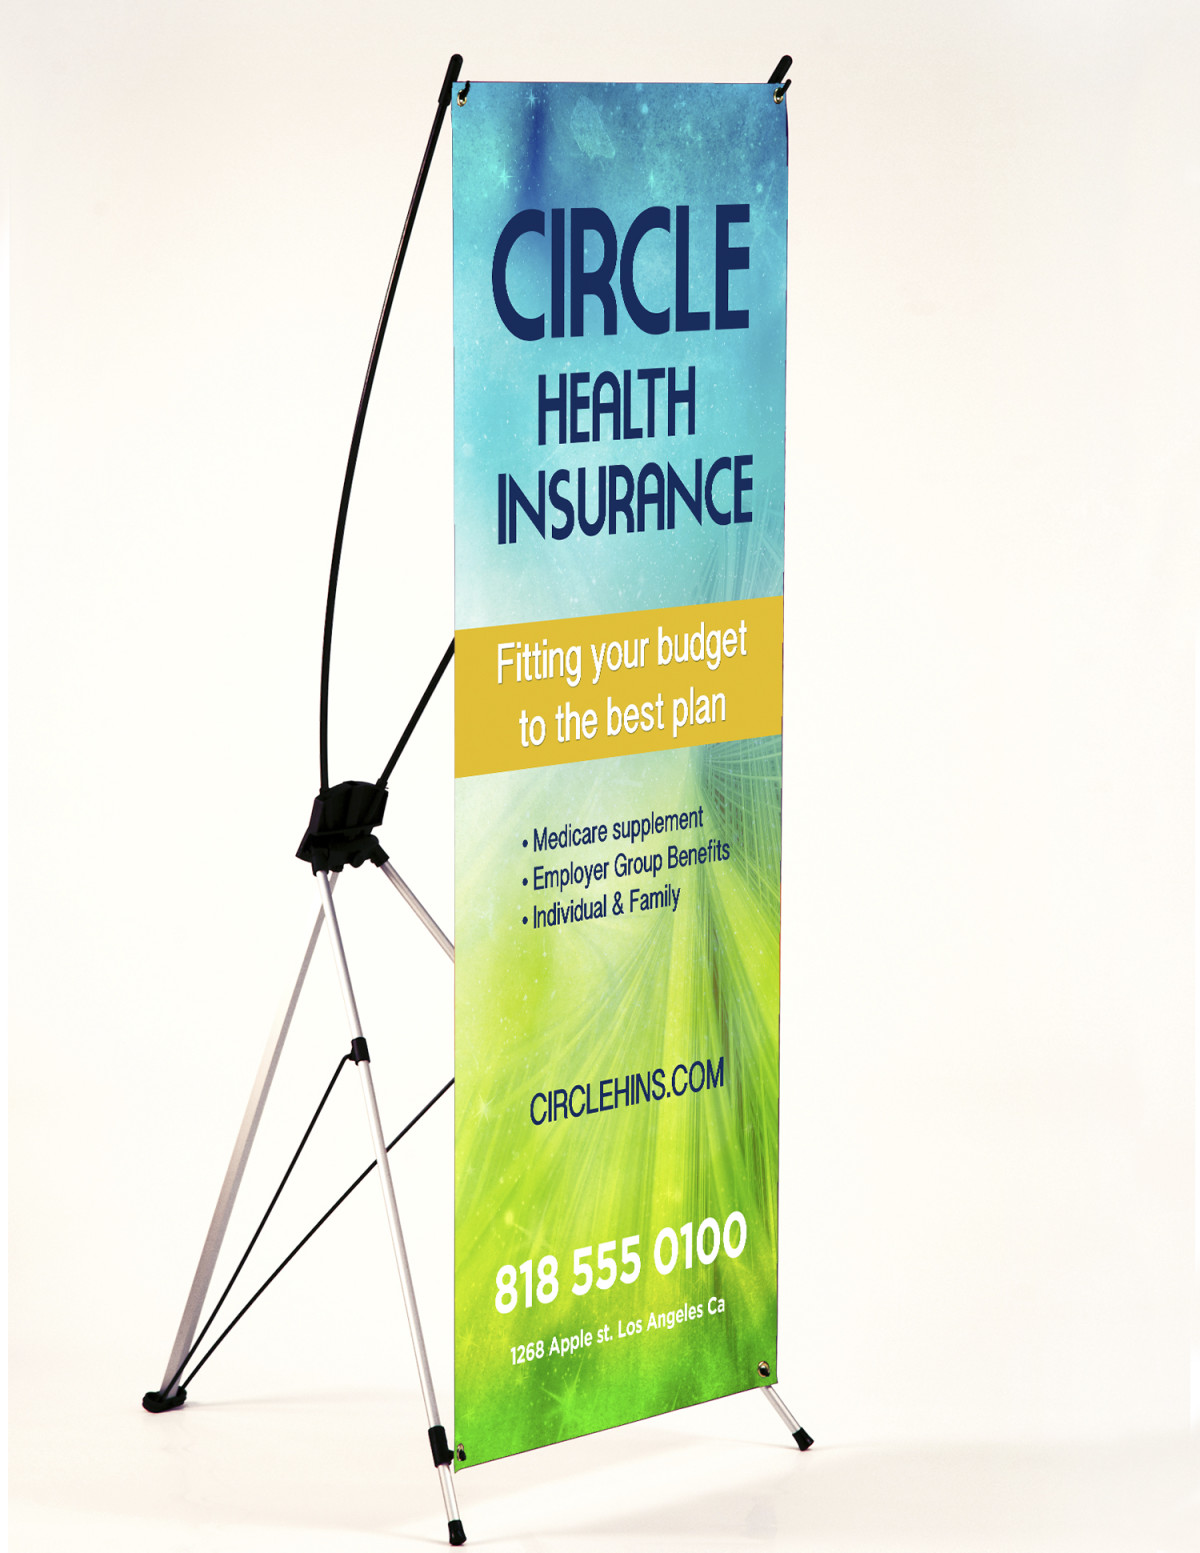 CIRCLE
HEALTH
INSURANCE
Fitting your budget
to the best plan
• Medicare supplement
• Employer Group Benefits
• Individual & Family
CIRCLEHINS.COM
818 555 0100
1268 Apple st. Los Angeles Ca